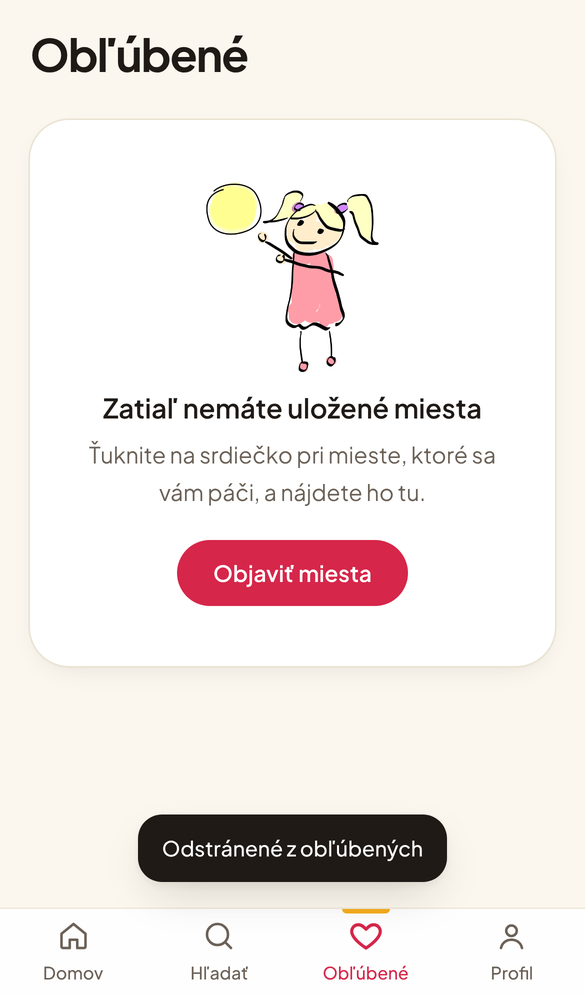 Obľúbené
Zatiaľ nemáte uložené miesta
Ťuknite na srdiečko pri mieste, ktoré sa
vám páči, a nájdete ho tu.
Objaviť miesta
Odstránené z obľúbených
Domov
Hľadať
Obľúbené
Profil